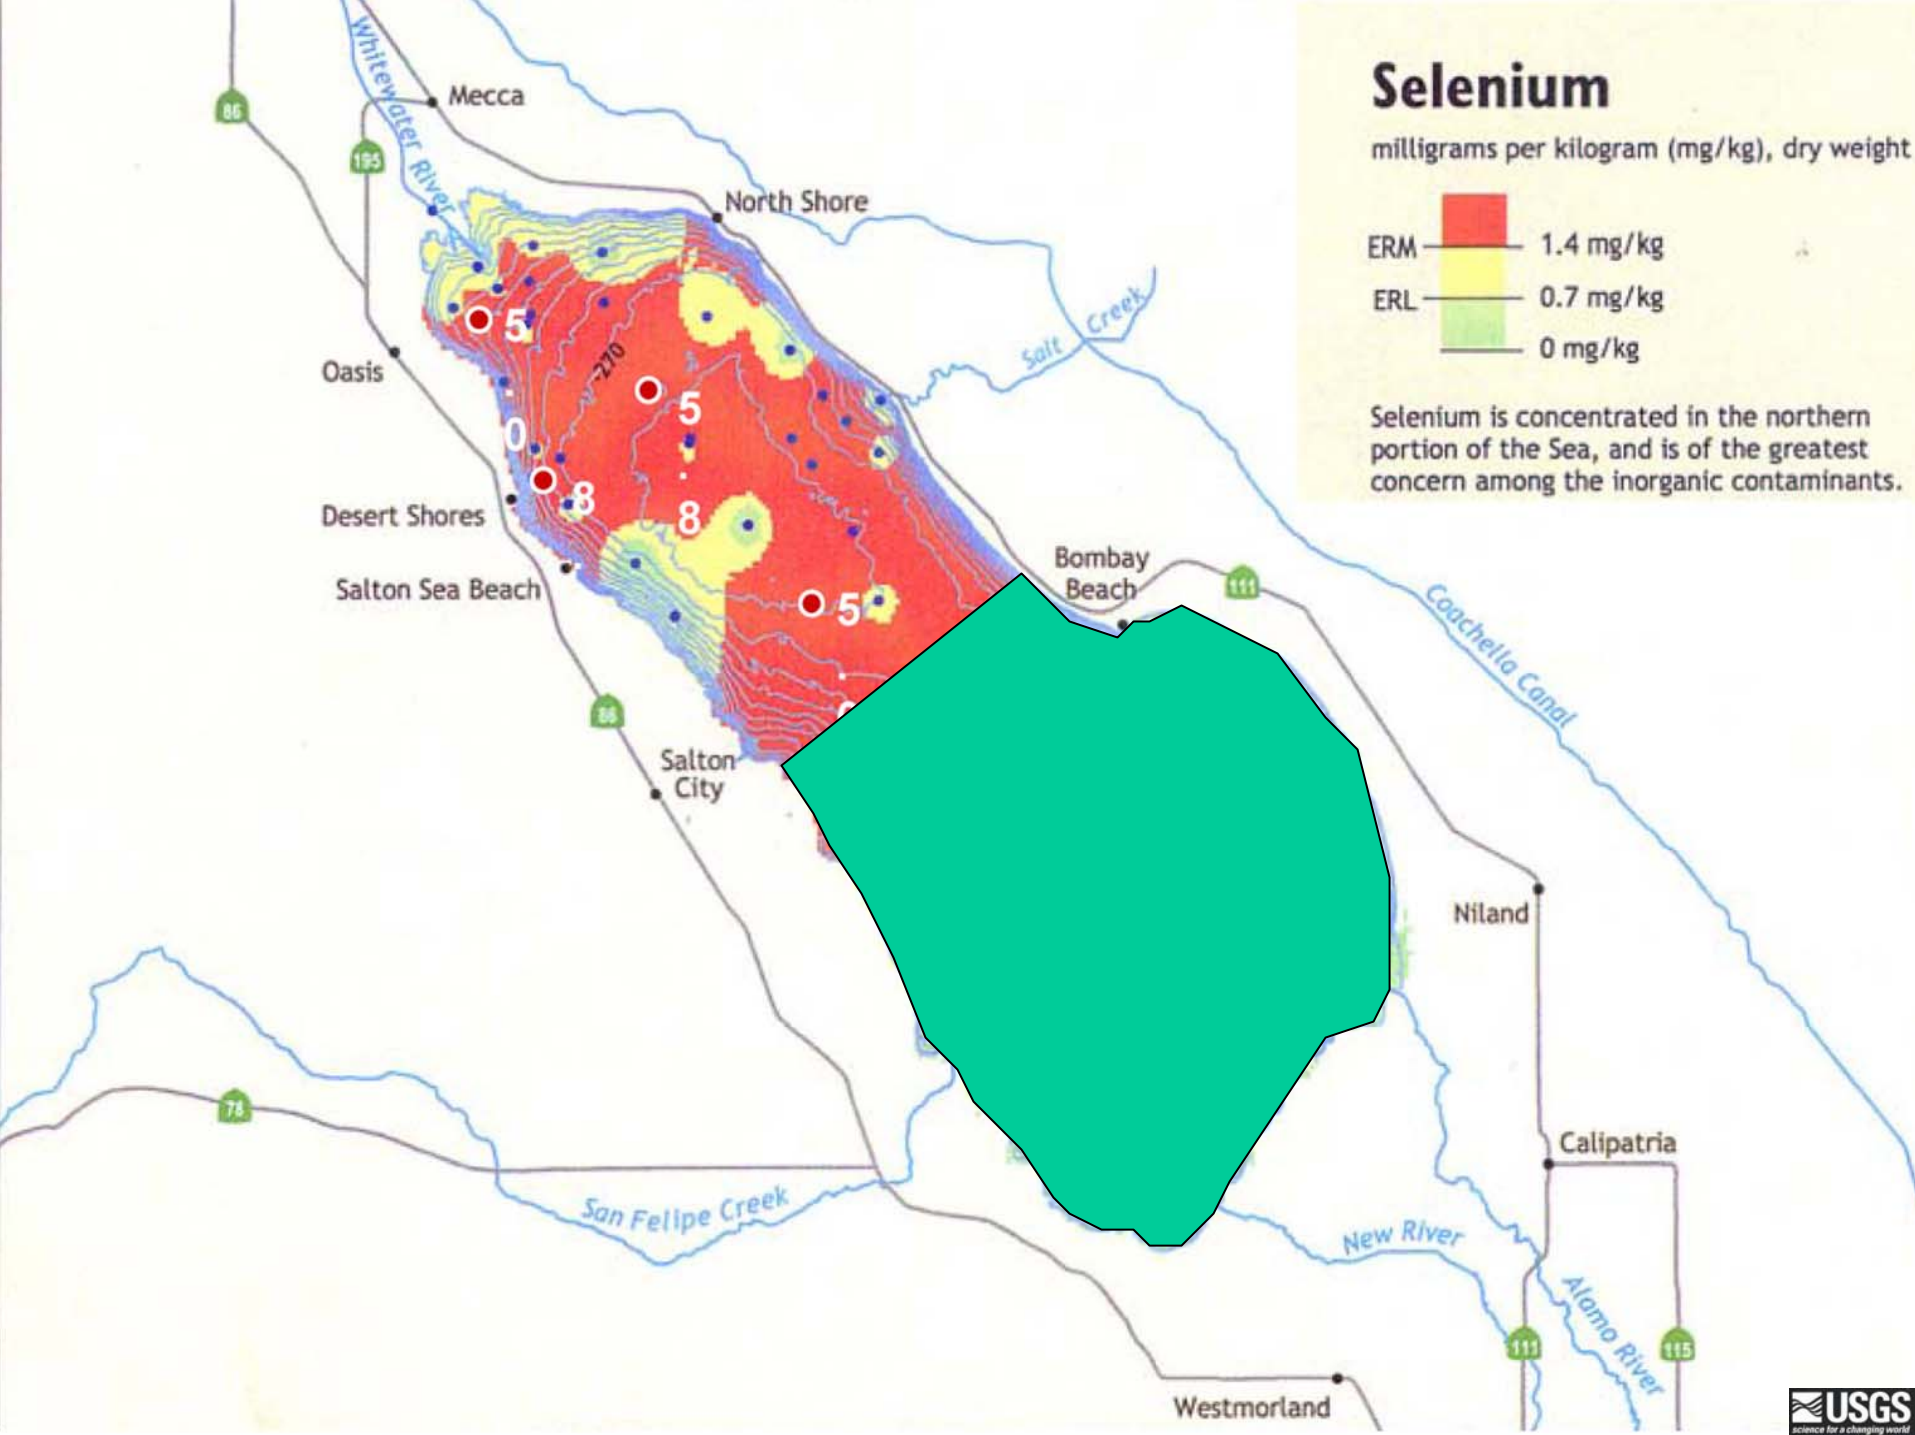 Selenium
milligrams per kilogram (mg/kg), dry weight
ERM
1.4 mg/kg
ERL
0.7 mg/kg
0 mg/kg
Selenium is concentrated in the northern
portion of the Sea, and is of the greatest
concern among the inorganic contaminants.
Whitewater River
86
Mecca
195
North Shore
Salt Creek
5
-270
Oasis
5
.
0
.
8
8
Desert Shores
Salton Sea Beach
5
.
Bombay
Beach
111
Coachella Canal
86
Salton
City
Niland
78
San Felipe Creek
Calipatria
New River
Alamo River
111
115
Westmorland
USGS
science for a changing world